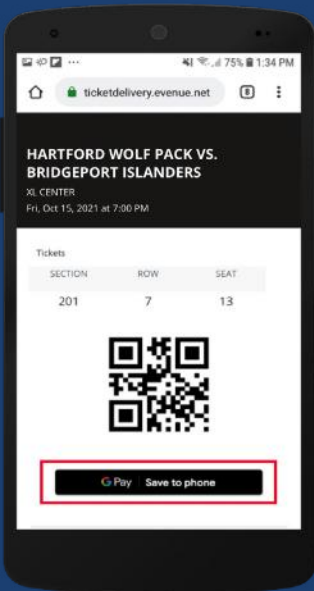 75% 1:34 PM
ticketdelivery.evenue.net
HARTFORD WOLF PACK VS.
BRIDGEPORT ISLANDERS
XL CENTER
Fri, Oct 15, 2021 at 7:00 PM
Tickets
SECTION ROW SEAT
201 7 13
G Pay Save to phone